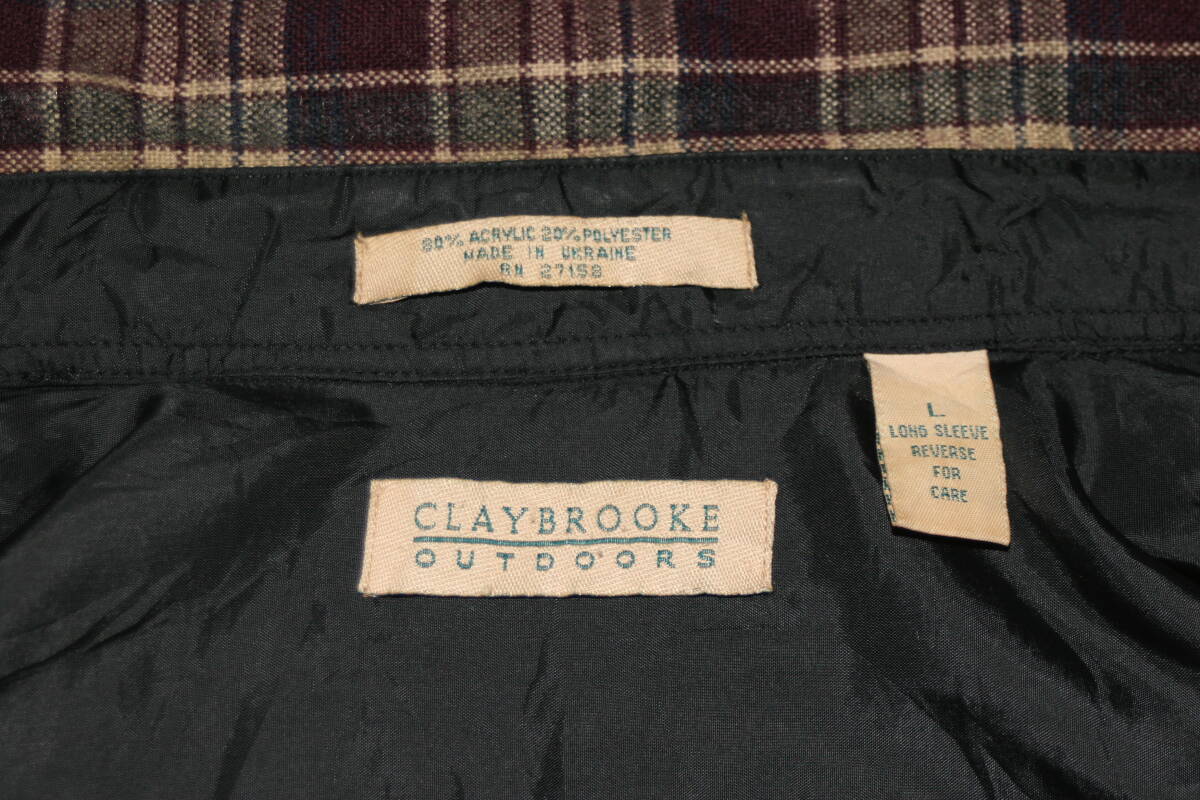 80% ACRYLIC 20% POLYESTER
MADE IN UKRAINE
RN 27158
L
LONG SLEEVE
REVERSE
FOR
CARE
CLAYBROOKE
OUTDOORS